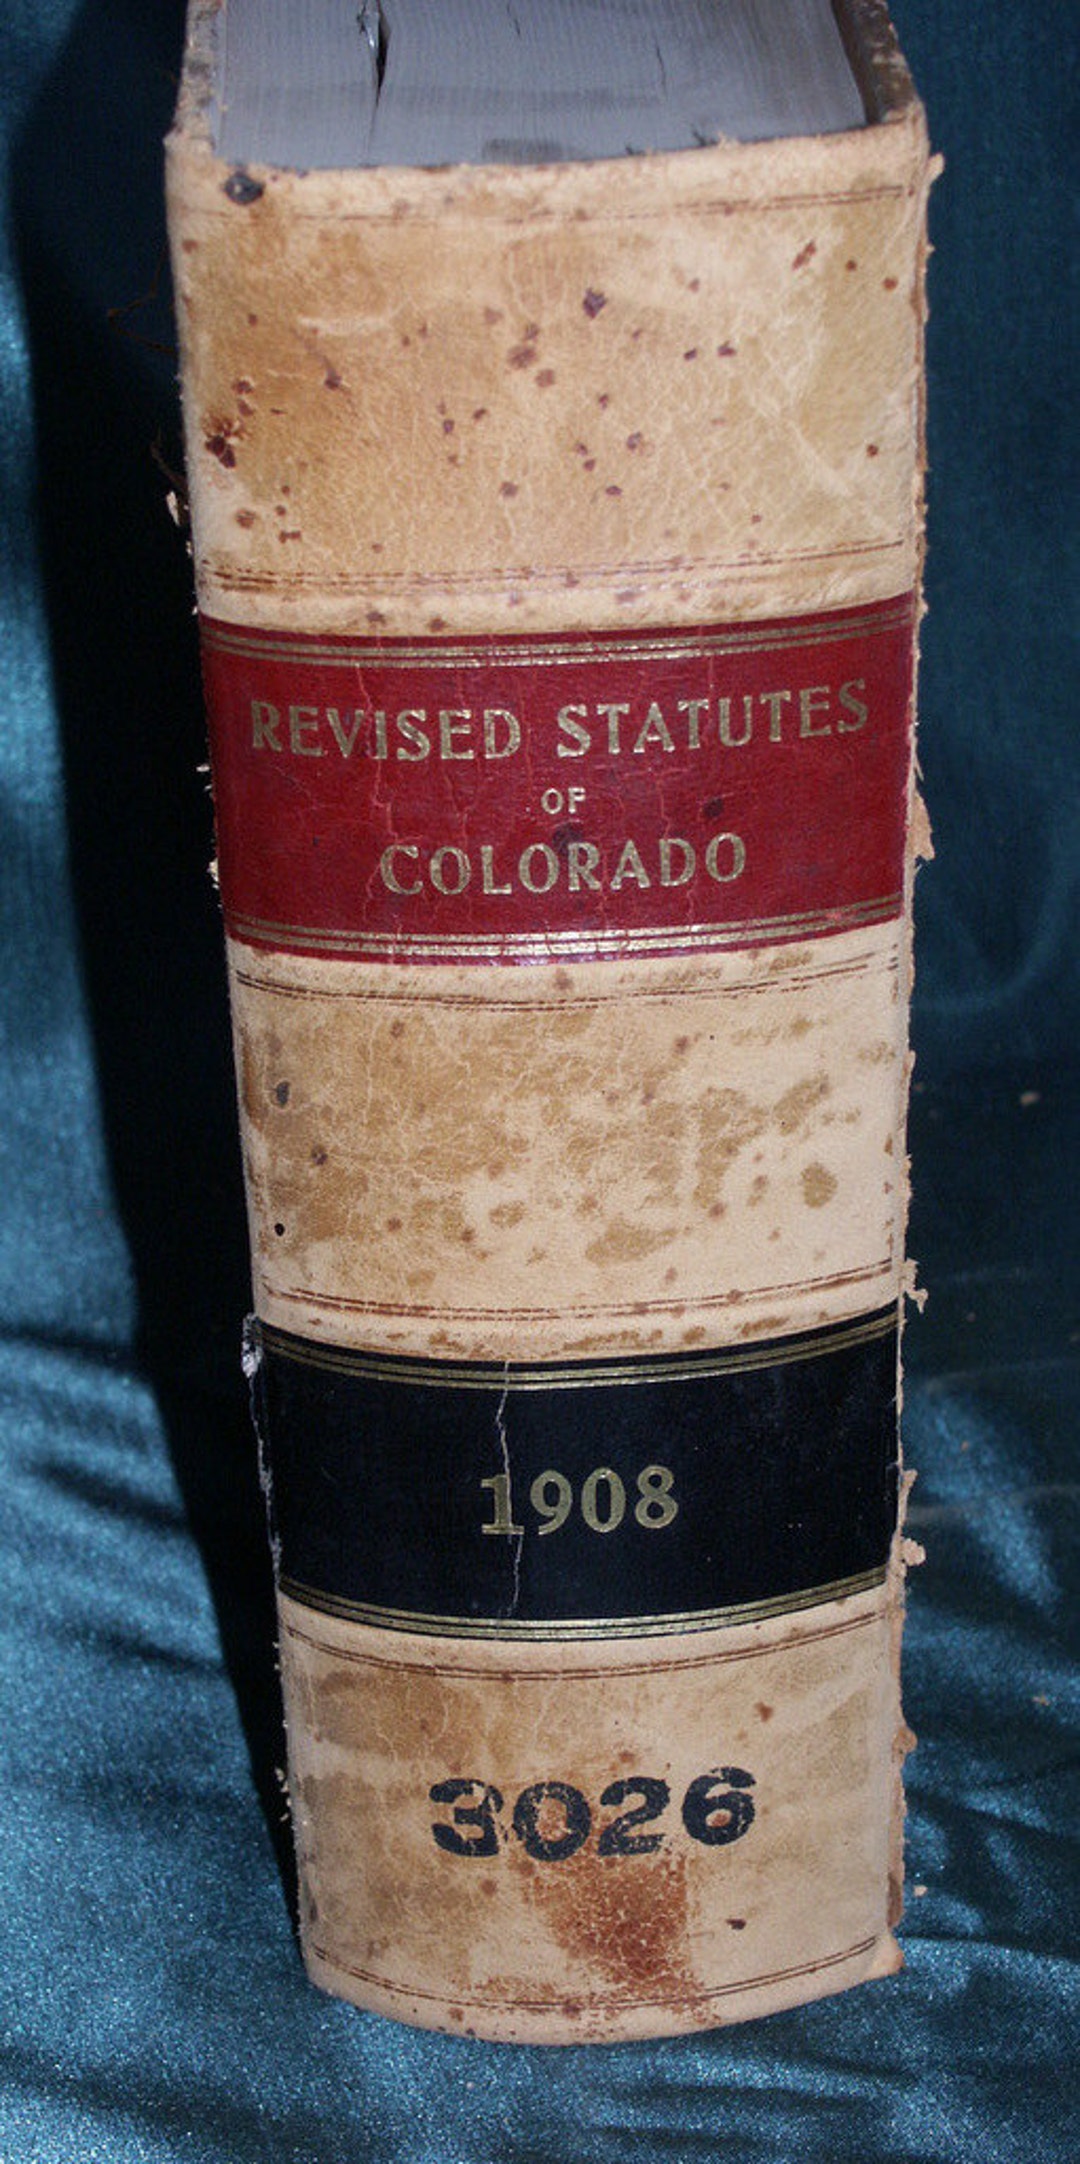 REVISED STATUTES
OF
COLORADO
1908
3026